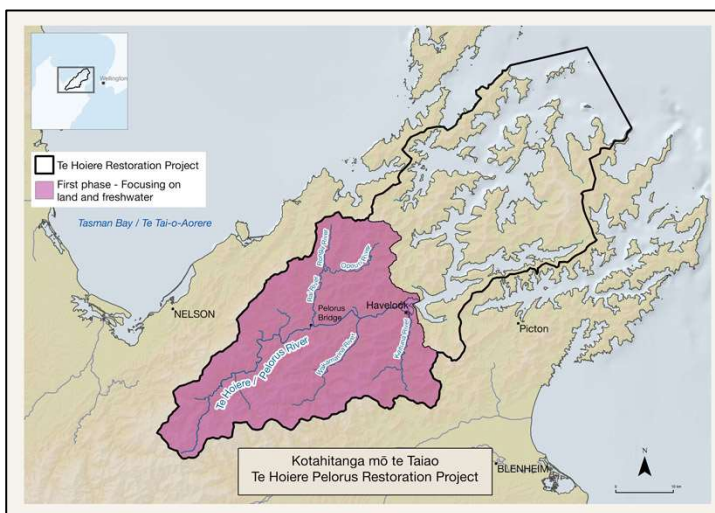 Wellington
Te Hoiere Restoration Project
First phase - Focusing on
land and freshwater
Tasman Bay / Te Tai-o-Aorere
NELSON
Pelorus
Bridge
Havelock
Te Hoiere / Pelorus River
Picton
BLENHEIM
N
Kotahitanga mō te Taiao
Te Hoiere Pelorus Restoration Project